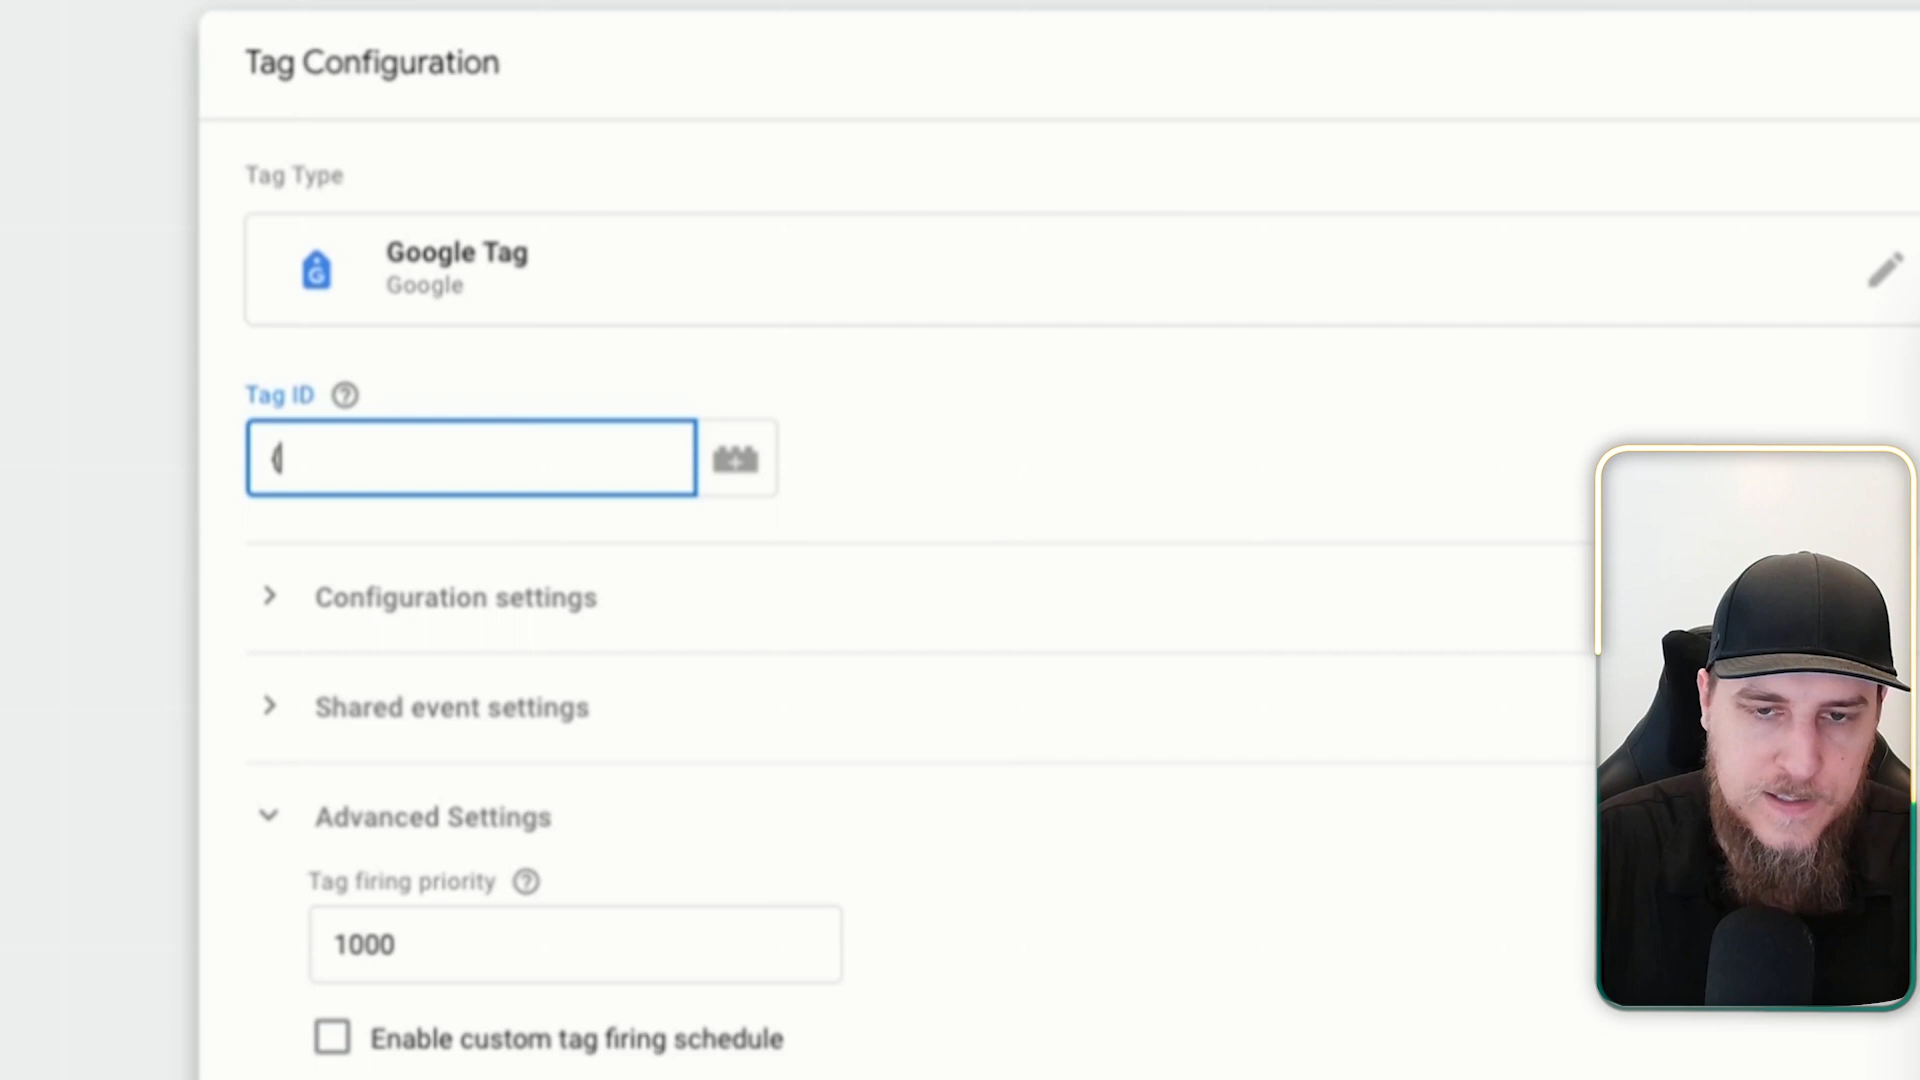 Tag Configuration
Tag Type
Google Tag
Google
Tag ID
Configuration settings
Shared event settings
Advanced Settings
Tag firing priority
1000
Enable custom tag firing schedule